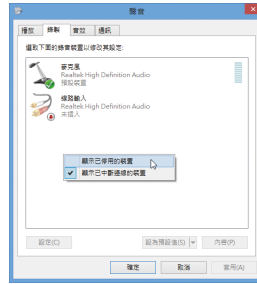 聲音
播放 錄製 音效 通訊
選取下面的錄音裝置以修改其設定:
麥克風
Realtek High Definition Audio
預設裝置
線路輸入
Realtek High Definition Audio
未插入
顯示已停用的裝置
顯示已中斷連線的裝置
設定(C) 設為預設值(S) 內容(P)
確定 取消 套用(A)